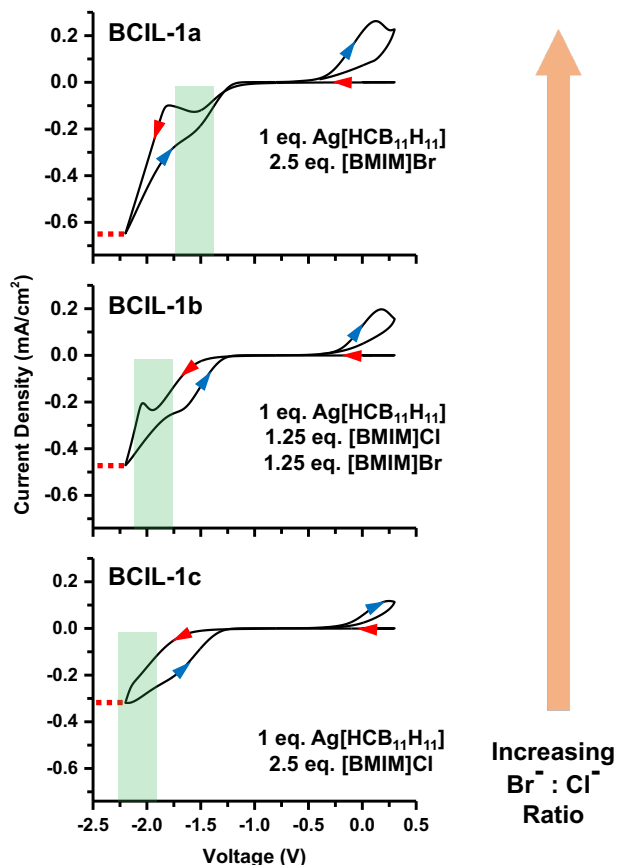 BCIL-1a
0.2
0.0
-0.2
-0.4
-0.6
1 eq. Ag[HCB₁₁H₁₁]
2.5 eq. [BMIM]Br
BCIL-1b
0.2
0.0
-0.2
-0.4
-0.6
1 eq. Ag[HCB₁₁H₁₁]
1.25 eq. [BMIM]Cl
1.25 eq. [BMIM]Br
Current Density (mA/cm²)
BCIL-1c
0.2
0.0
-0.2
-0.4
-0.6
1 eq. Ag[HCB₁₁H₁₁]
2.5 eq. [BMIM]Cl
-2.5 -2.0 -1.5 -1.0 -0.5 0.0 0.5
Voltage (V)
Increasing
Br⁻ : Cl⁻
Ratio